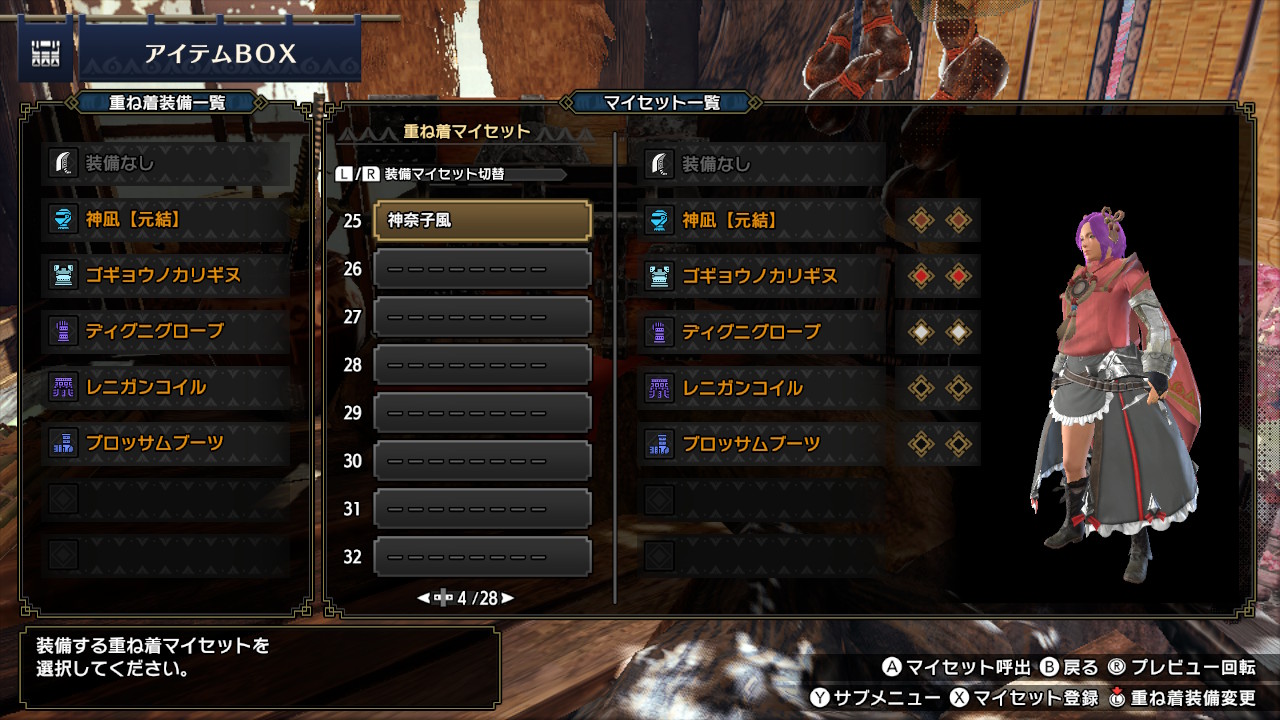 アイテムBOX
重ね着装備一覧
装備なし
神凪【元結】
ゴギョウノカリギヌ
ディグニグローブ
レニガンコイル
ブロッサムブーツ
マイセット一覧
重ね着マイセット
L/R 装備マイセット切替
25 神奈子風
26 --------
27 --------
28 --------
29 --------
30 --------
31 --------
32 --------
4/28
装備なし
神凪【元結】
ゴギョウノカリギヌ
ディグニグローブ
レニガンコイル
ブロッサムブーツ
装備する重ね着マイセットを
選択してください。
A マイセット呼出 B 戻る R プレビュー回転
Y サブメニュー X マイセット登録 L 重ね着装備変更